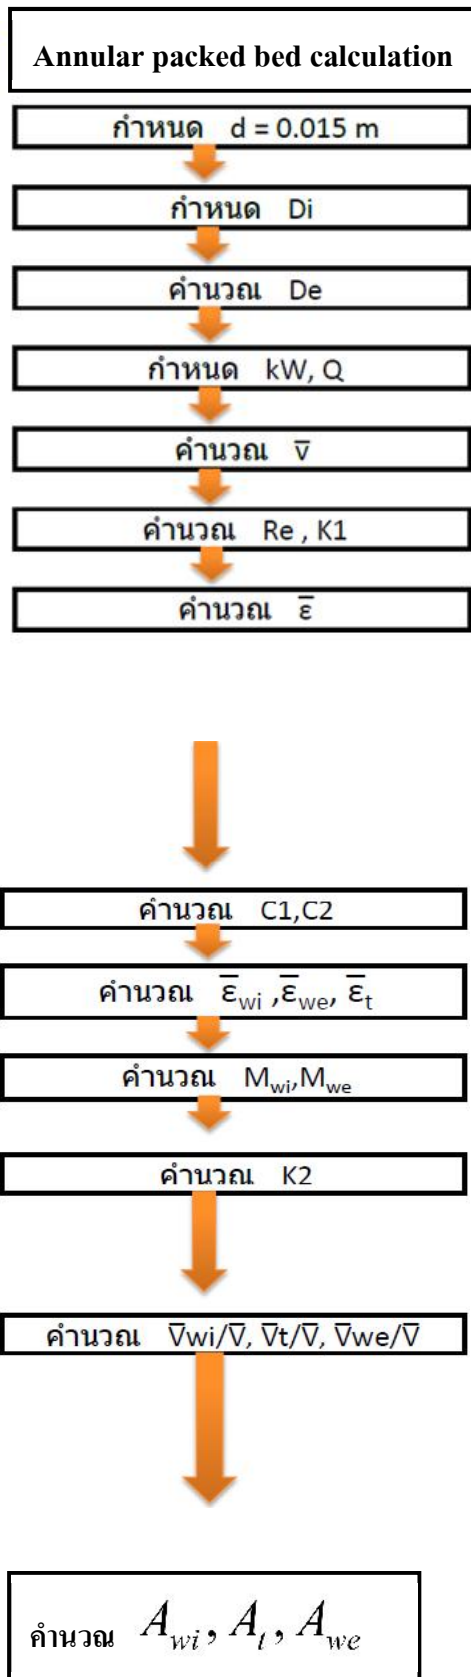 Annular packed bed calculation
กำหนด d = 0.015 m
กำหนด Di
คำนวณ De
กำหนด kW, Q
คำนวณ v̅
คำนวณ Re , K1
คำนวณ ε̅
คำนวณ C1,C2
คำนวณ ε̅wi ,ε̅we, ε̅t
คำนวณ Mwi,Mwe
คำนวณ K2
คำนวณ V̅wi/V̅, V̅t/V̅, V̅we/V̅
คำนวณ Awi, At, Awe